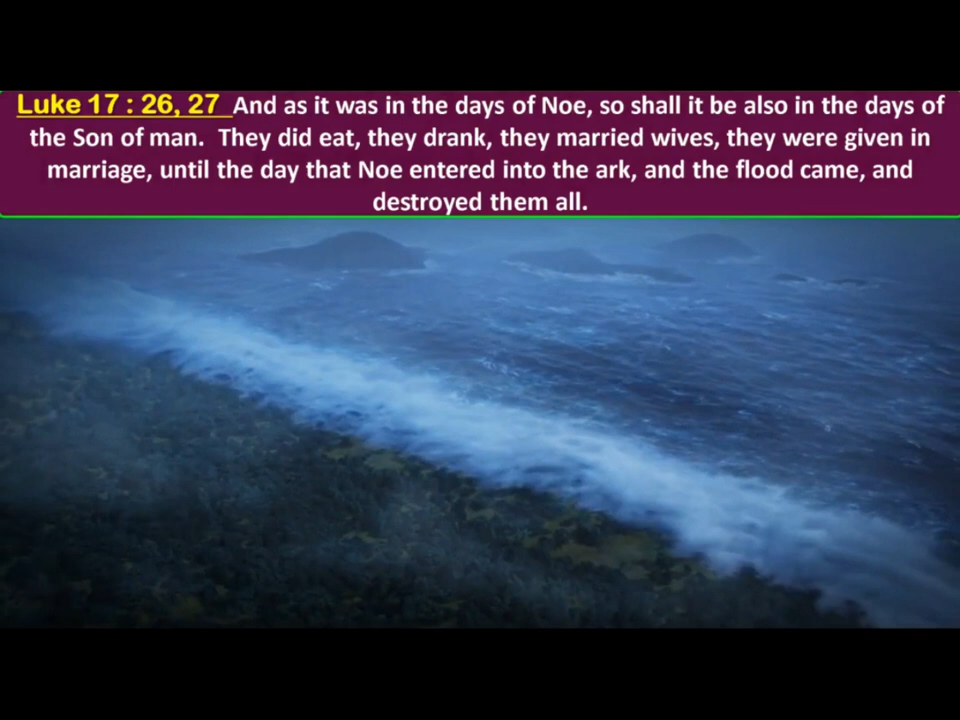 Luke 17 : 26, 27 And as it was in the days of Noe, so shall it be also in the days of
the Son of man. They did eat, they drank, they married wives, they were given in
marriage, until the day that Noe entered into the ark, and the flood came, and
destroyed them all.